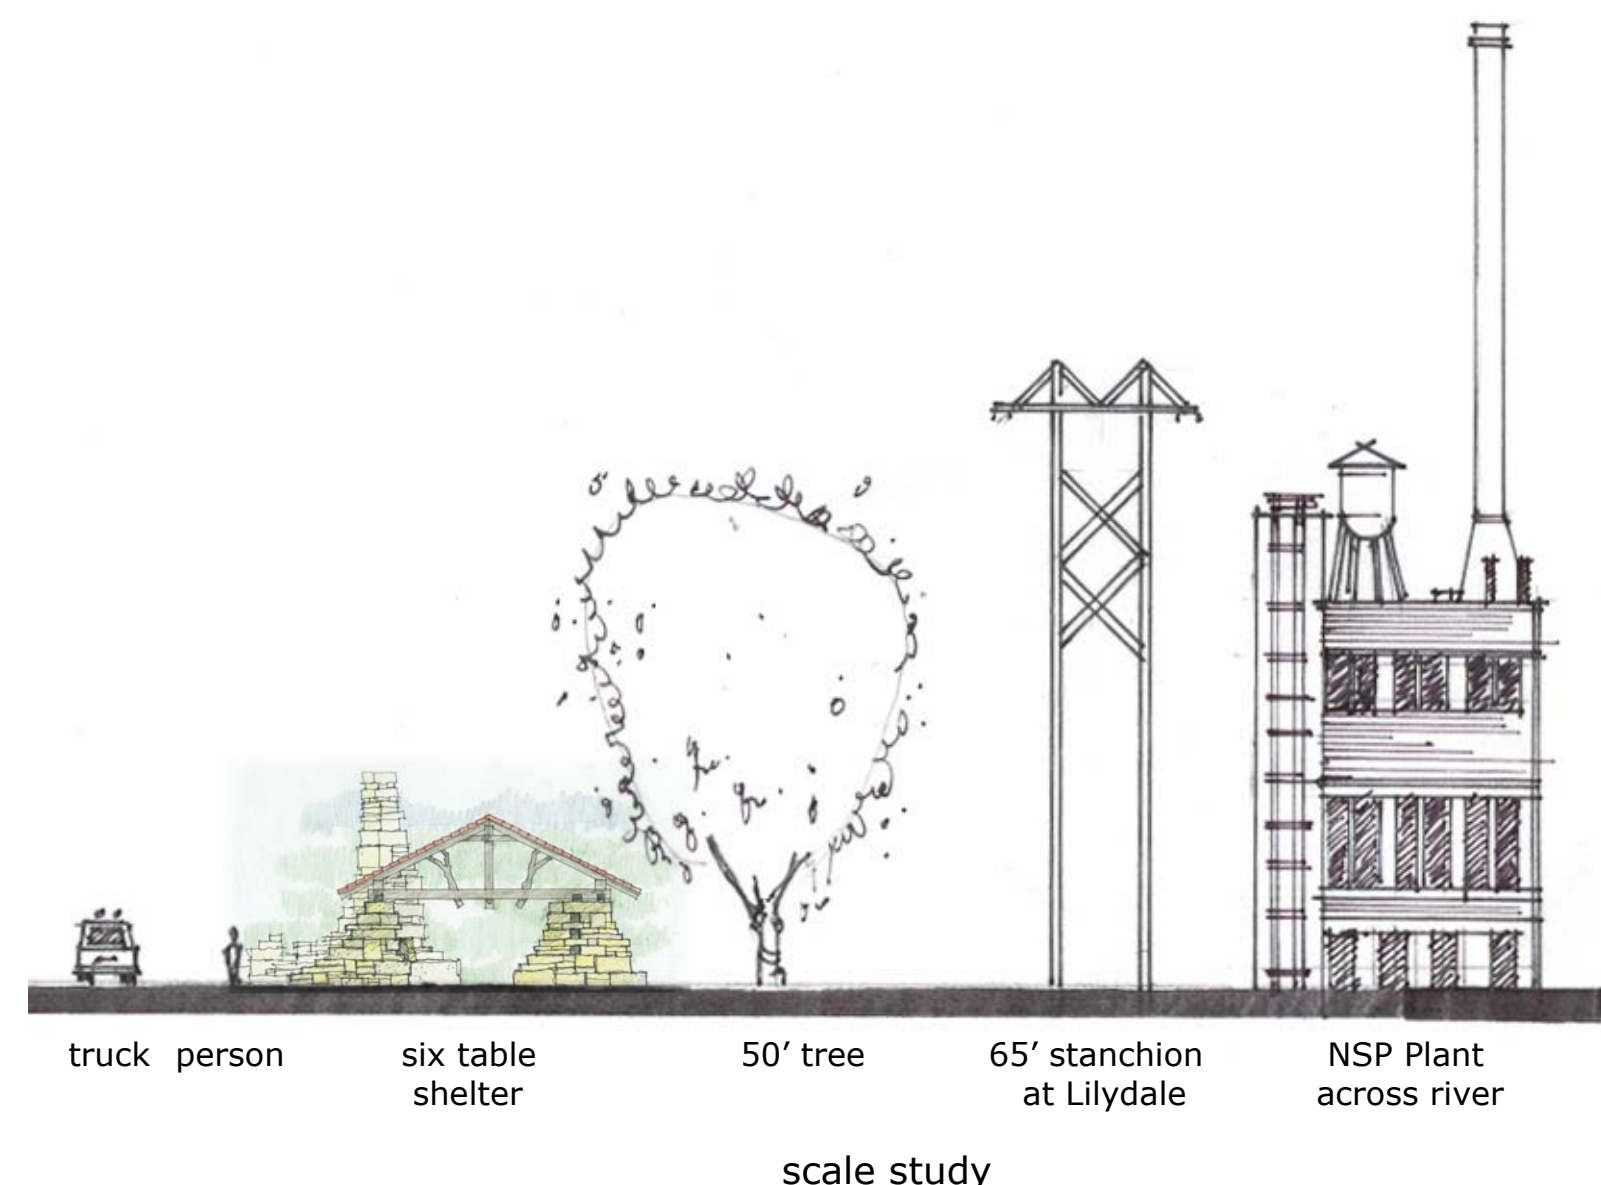 truck person six table 50′ tree 65′ stanchion NSP Plant
shelter at Lilydale across river
scale study